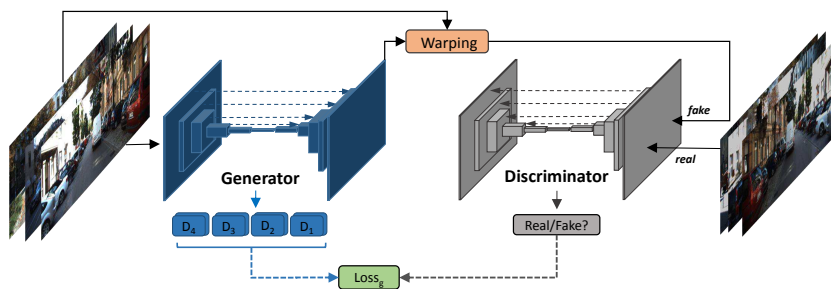 Warping
fake
real
Generator
Discriminator
D4 D3 D2 D1
Real/Fake?
Lossg